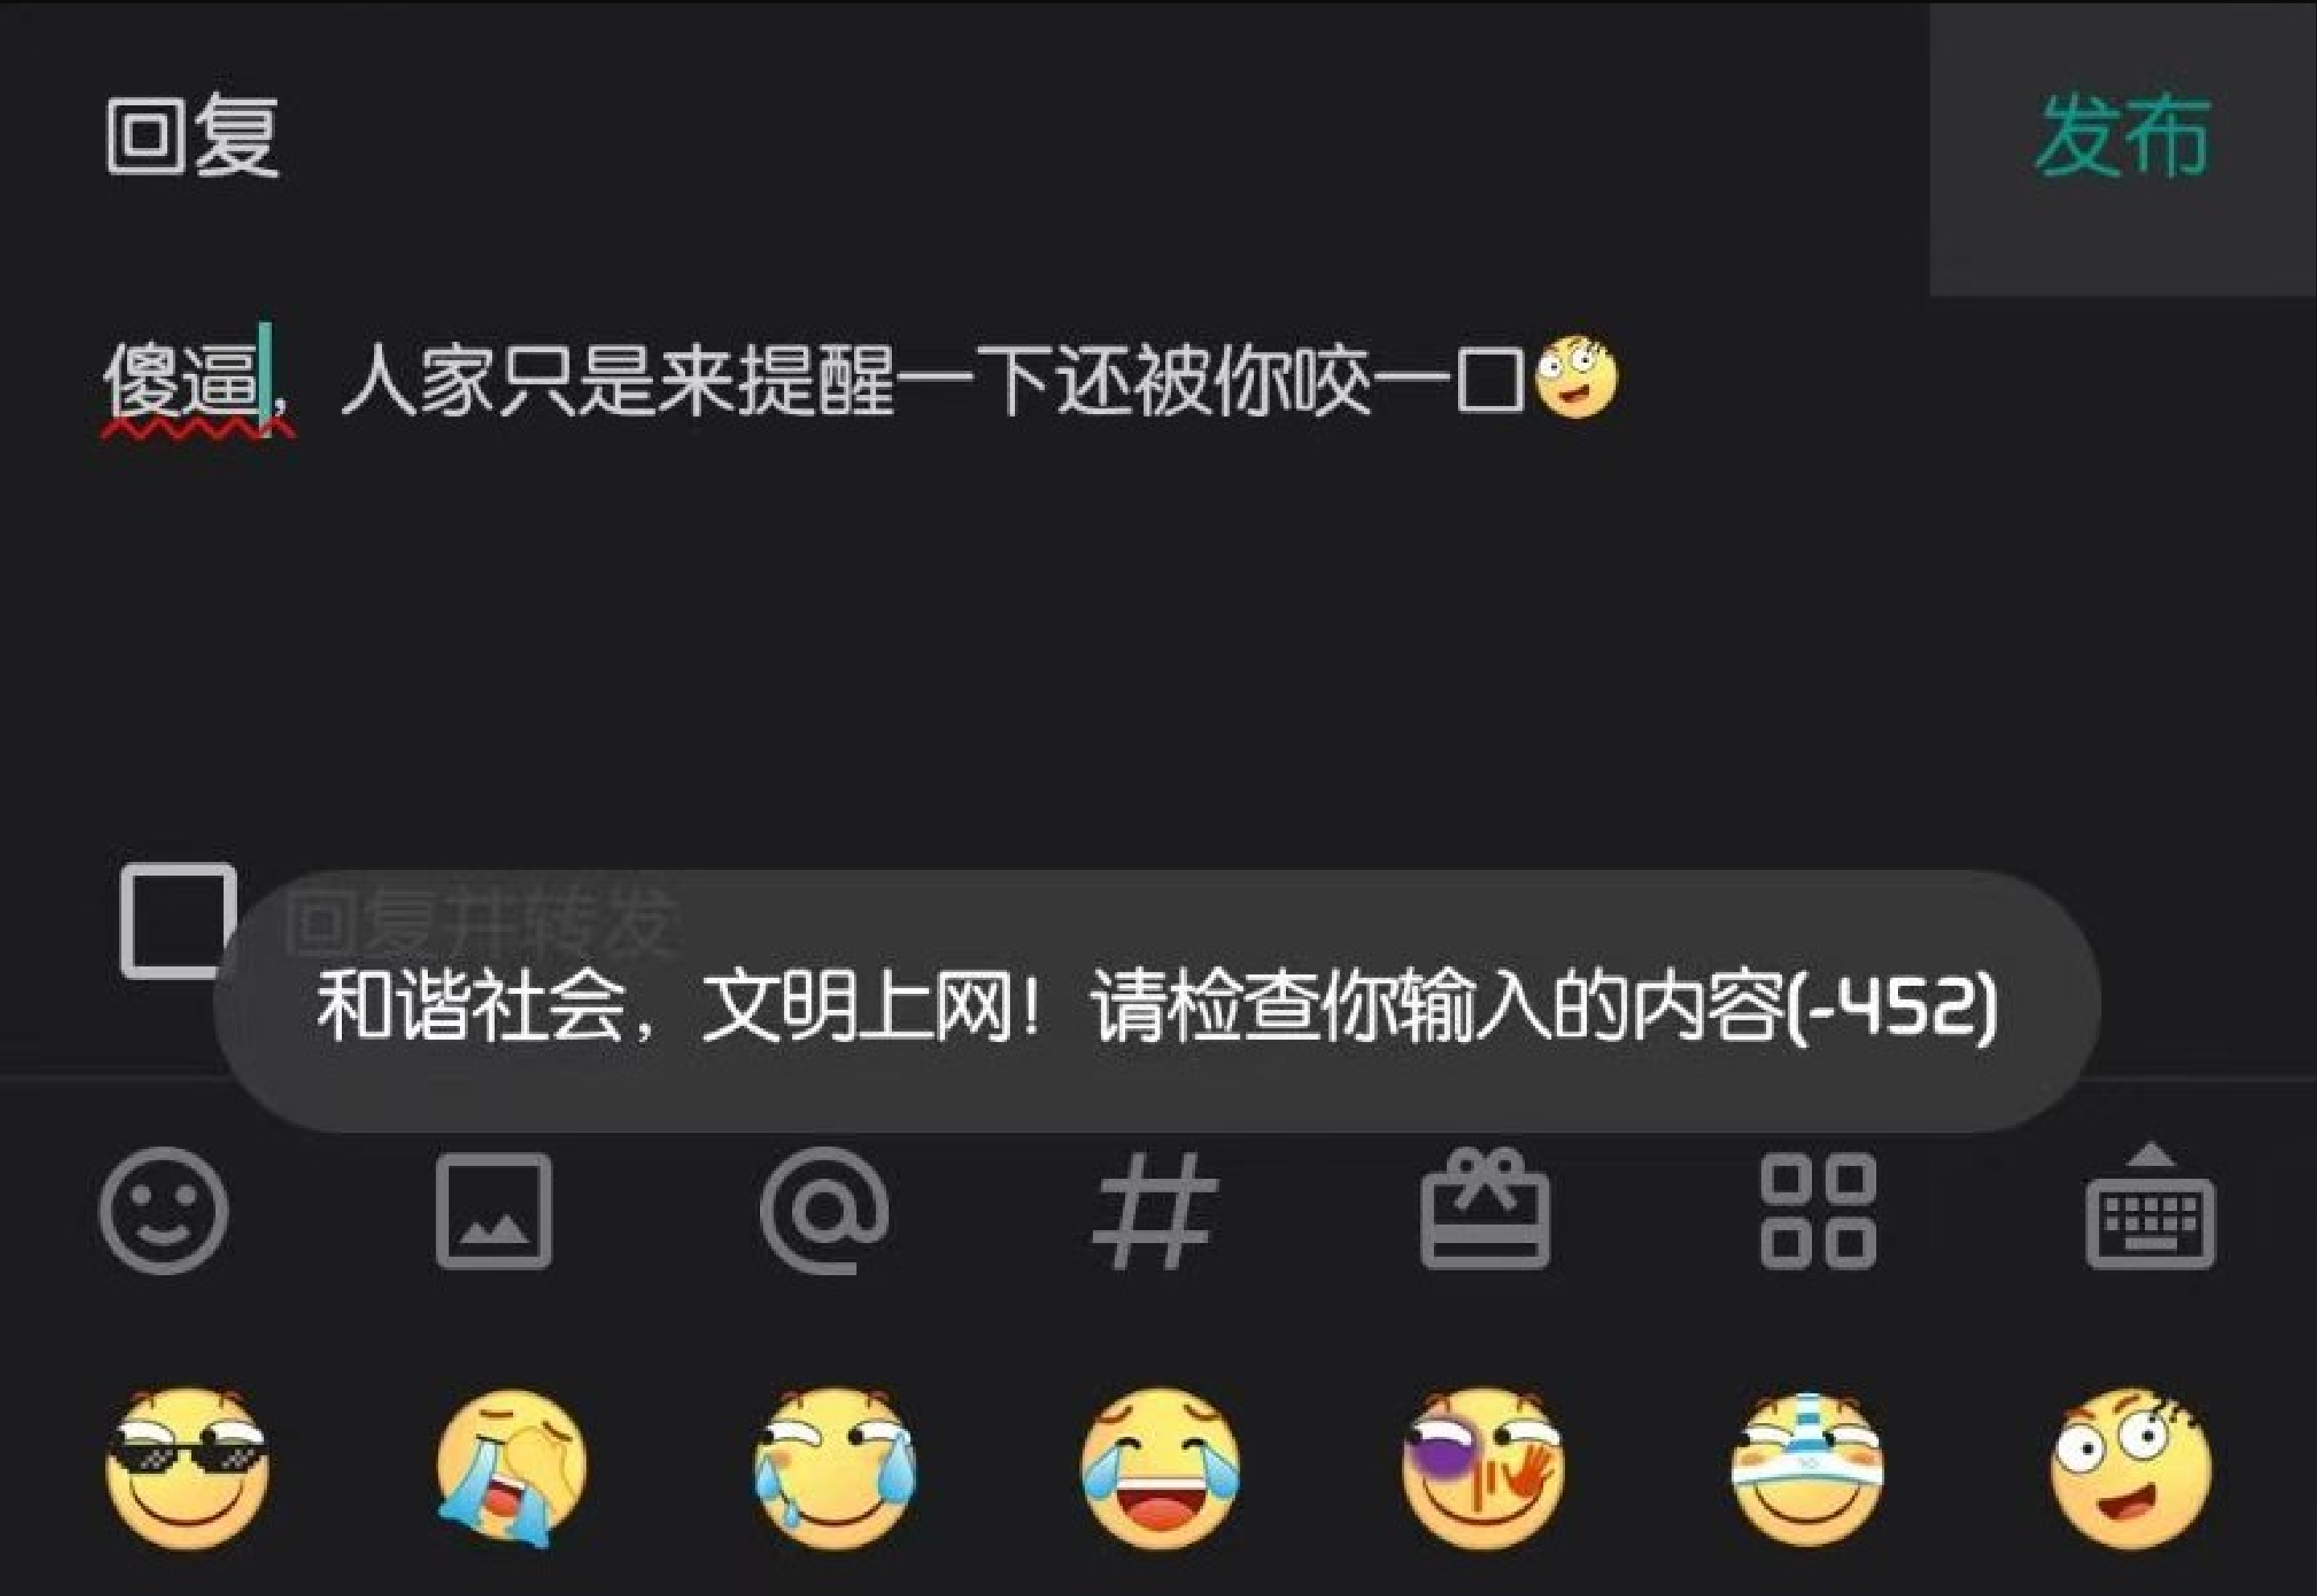 回复
发布
傻逼，人家只是来提醒一下还被你咬一口
回复并转发
和谐社会，文明上网！请检查你输入的内容(-452)